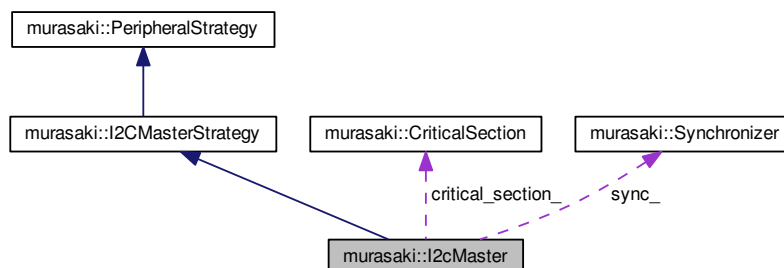 murasaki::PeripheralStrategy
murasaki::I2CMasterStrategy
murasaki::CriticalSection
murasaki::Synchronizer
critical_section_
sync_
murasaki::I2cMaster